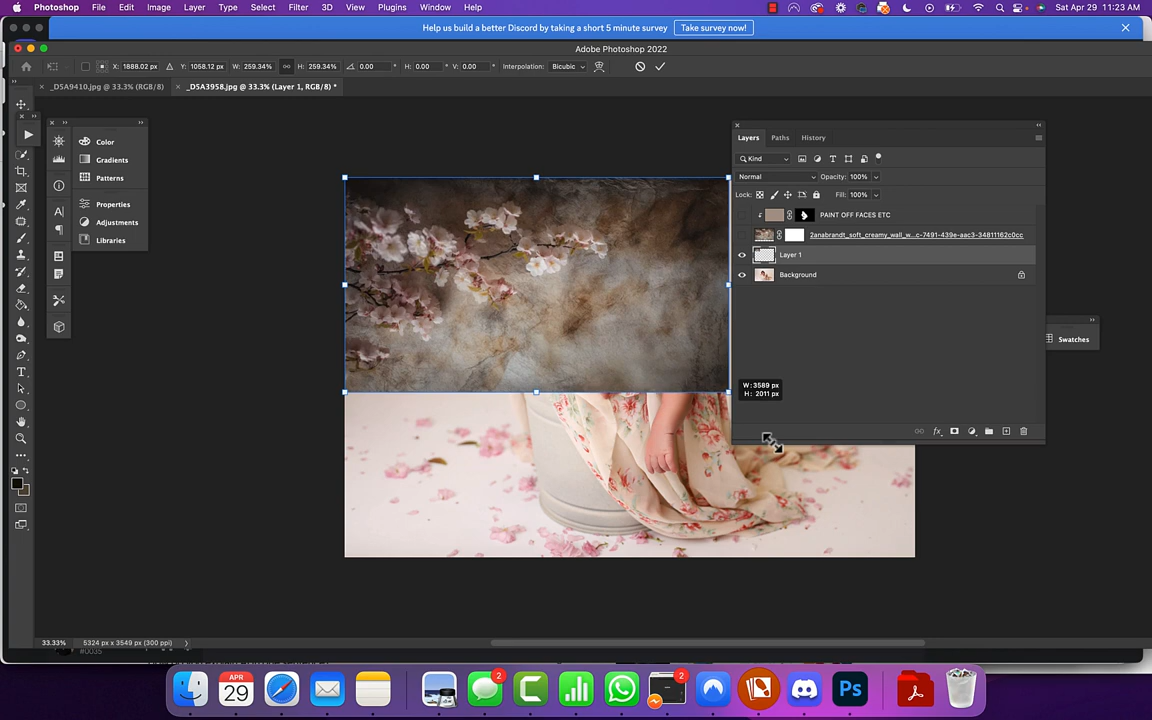 Photoshop File Edit Image Layer Type Select Filter 3D View Plugins Window Help Sat Apr 29 11:23 AM
Help us build a better Discord by taking a short 5 minute survey Take survey now!
Adobe Photoshop 2022
X: 1888.02 px Y: 1058.12 px W: 259.34% H: 259.34% 0.00 ° H: 0.00 ° V: 0.00 ° Interpolation: Bicubic
_D5A9410.jpg @ 33.3% (RGB/8) _D5A3958.jpg @ 33.3% (Layer 1, RGB/8) *
Color
Gradients
Patterns
Properties
Adjustments
Libraries
Layers Paths History
Kind
Normal Opacity: 100%
Lock: Fill: 100%
PAINT OFF FACES ETC
2anabrandt_soft_creamy_wall_w...c-7491-439e-aac3-34811162c0cc
Layer 1
Background
Swatches
W: 3589 px
H: 2011 px
fx
33.33% 5324 px x 3549 px (300 ppi)
#0035
APR
29
2
2
Ps